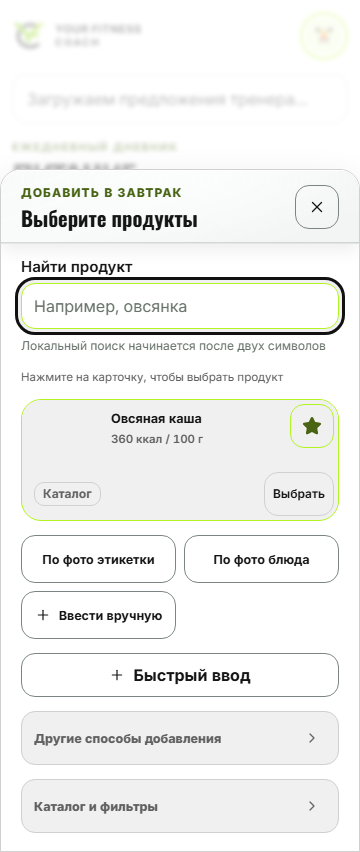 YOUR FITNESS
COACH
Загружаем предложения тренера...
ЕЖЕДНЕВНЫЙ ДНЕВНИК
ДОБАВИТЬ В ЗАВТРАК
Выберите продукты
Найти продукт
Например, овсянка
Локальный поиск начинается после двух символов
Нажмите на карточку, чтобы выбрать продукт
Овсяная каша
360 ккал / 100 г
Каталог
Выбрать
По фото этикетки
По фото блюда
Ввести вручную
Быстрый ввод
Другие способы добавления
Каталог и фильтры